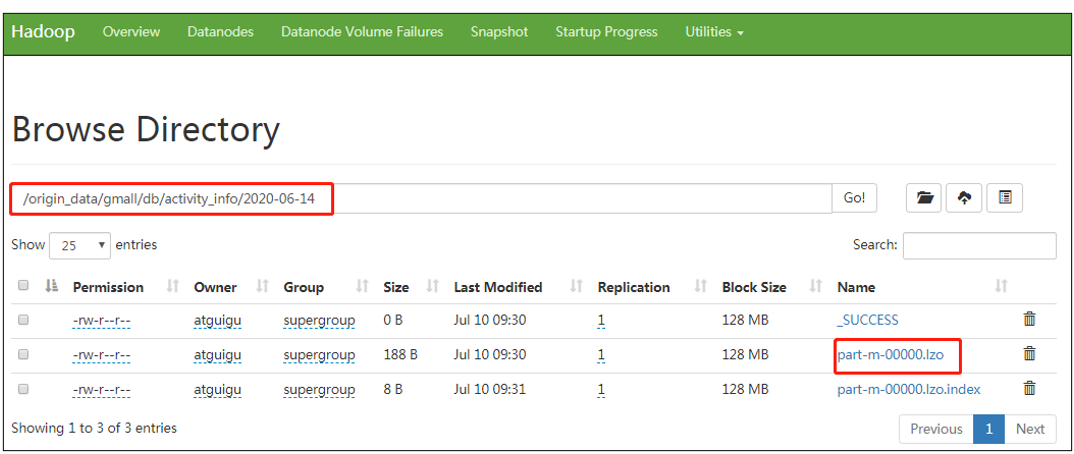 Hadoop Overview Datanodes Datanode Volume Failures Snapshot Startup Progress Utilities
Browse Directory
/origin_data/gmall/db/activity_info/2020-06-14 Go!
Show 25 entries Search:
Permission Owner Group Size Last Modified Replication Block Size Name
-rw-r--r-- atguigu supergroup 0 B Jul 10 09:30 1 128 MB _SUCCESS
-rw-r--r-- atguigu supergroup 188 B Jul 10 09:30 1 128 MB part-m-00000.lzo
-rw-r--r-- atguigu supergroup 8 B Jul 10 09:31 1 128 MB part-m-00000.lzo.index
Showing 1 to 3 of 3 entries Previous 1 Next